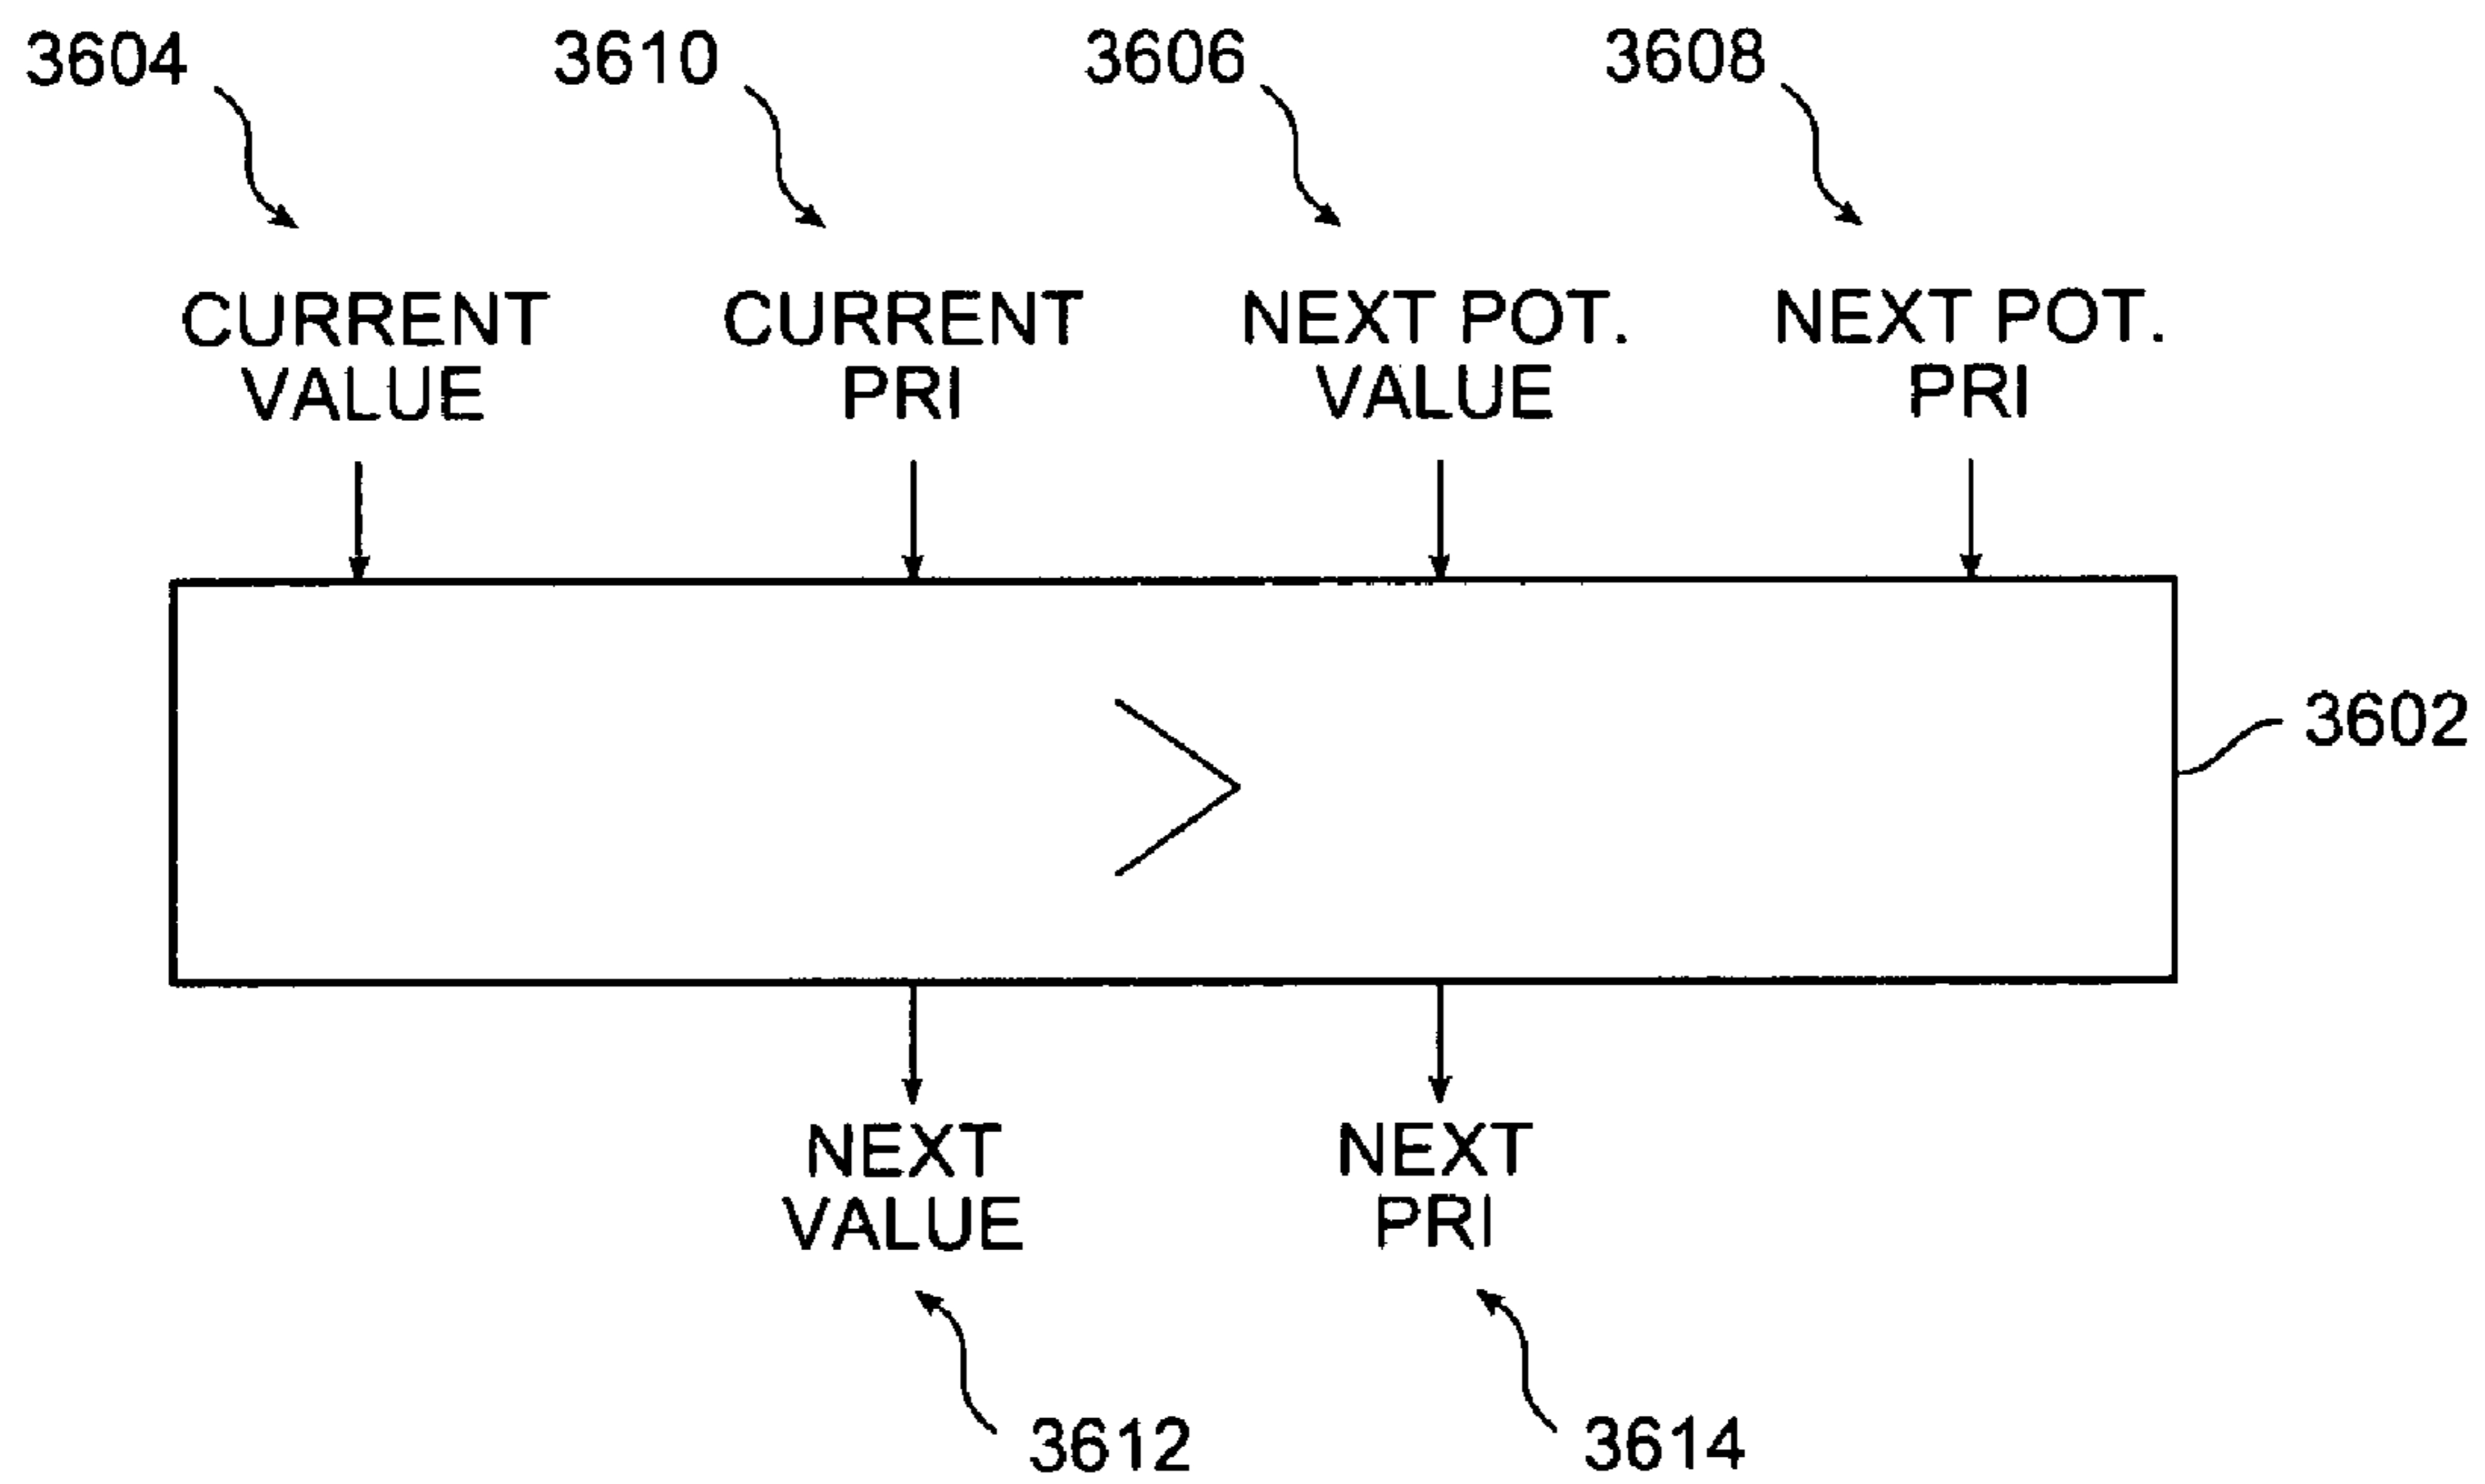 3604 3610 3606 3608
CURRENT CURRENT NEXT POT. NEXT POT.
VALUE PRI VALUE PRI
>
3602
NEXT NEXT
VALUE PRI
3612 3614